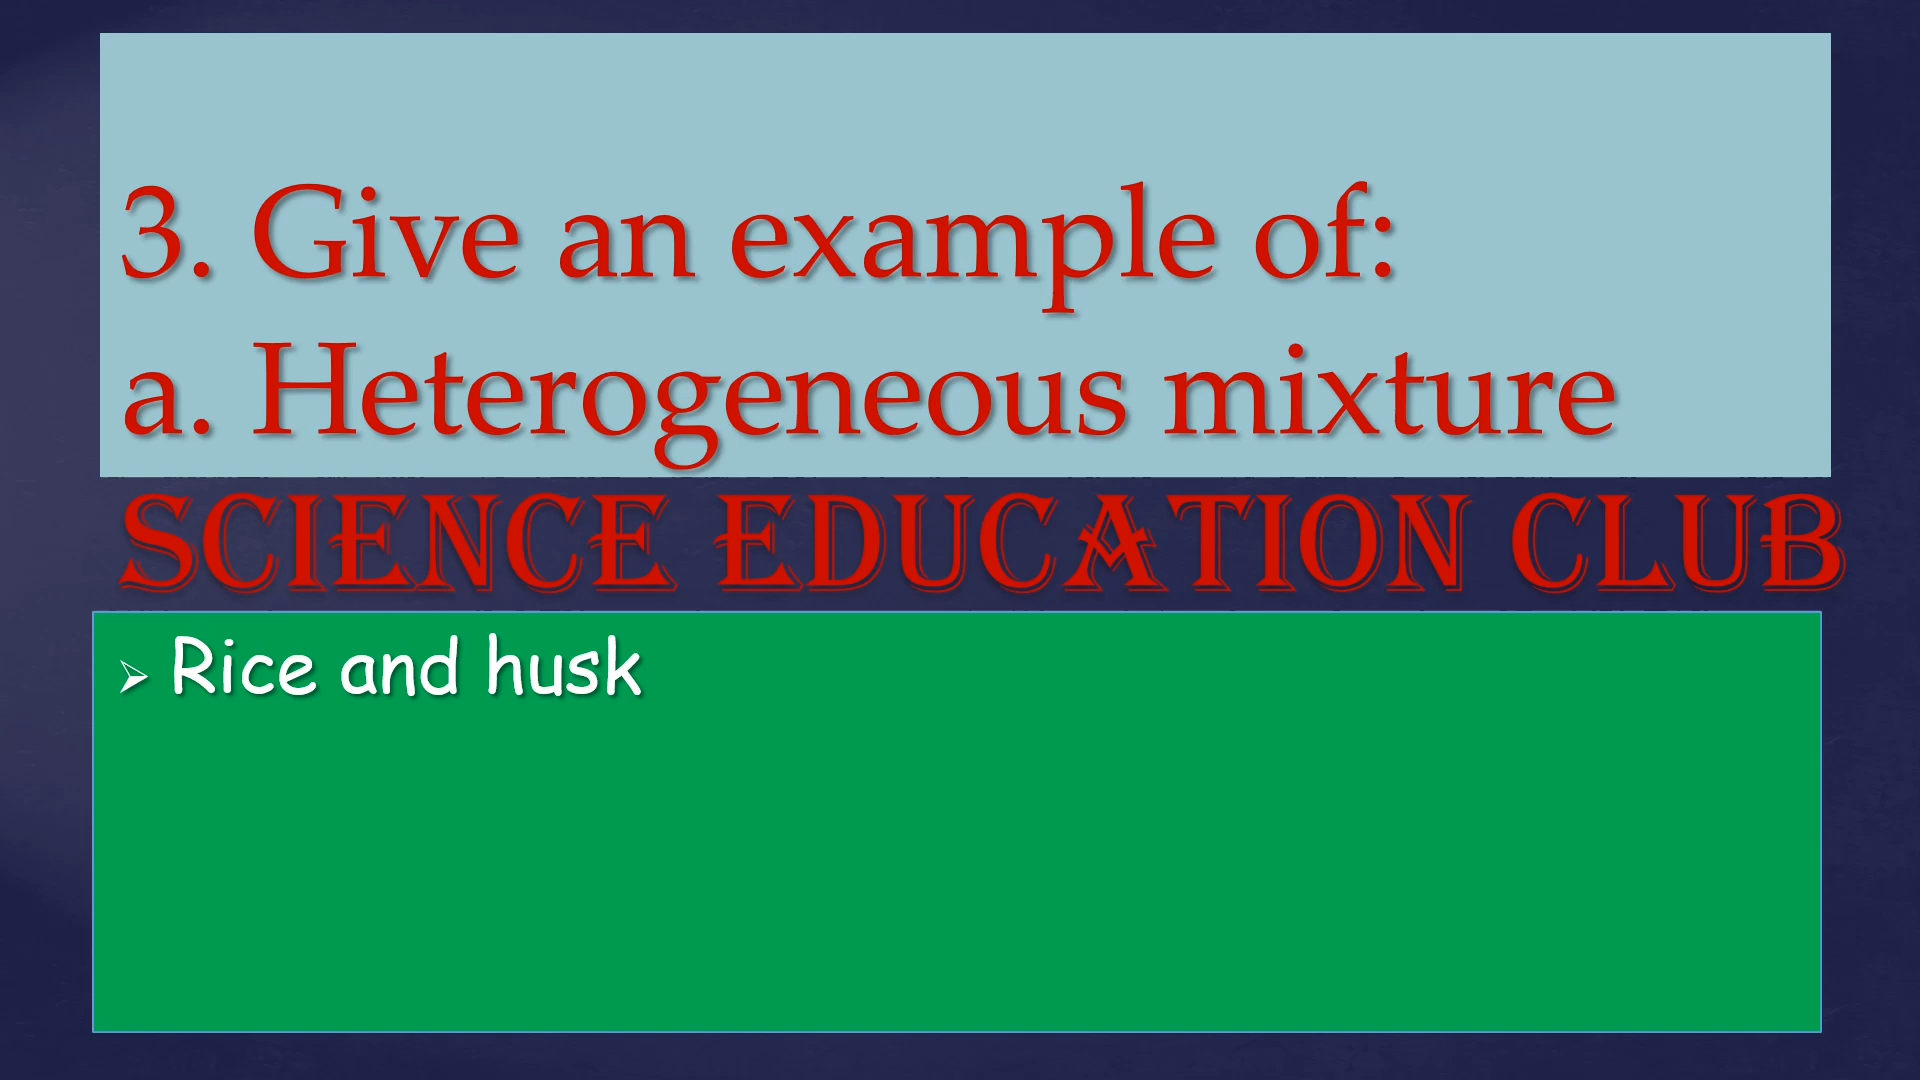 3. Give an example of:
a. Heterogeneous mixture
SCIENCE EDUCATION CLUB
➢ Rice and husk